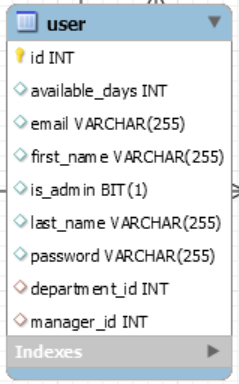 user
id INT
available_days INT
email VARCHAR(255)
first_name VARCHAR(255)
is_admin BIT(1)
last_name VARCHAR(255)
password VARCHAR(255)
department_id INT
manager_id INT
Indexes